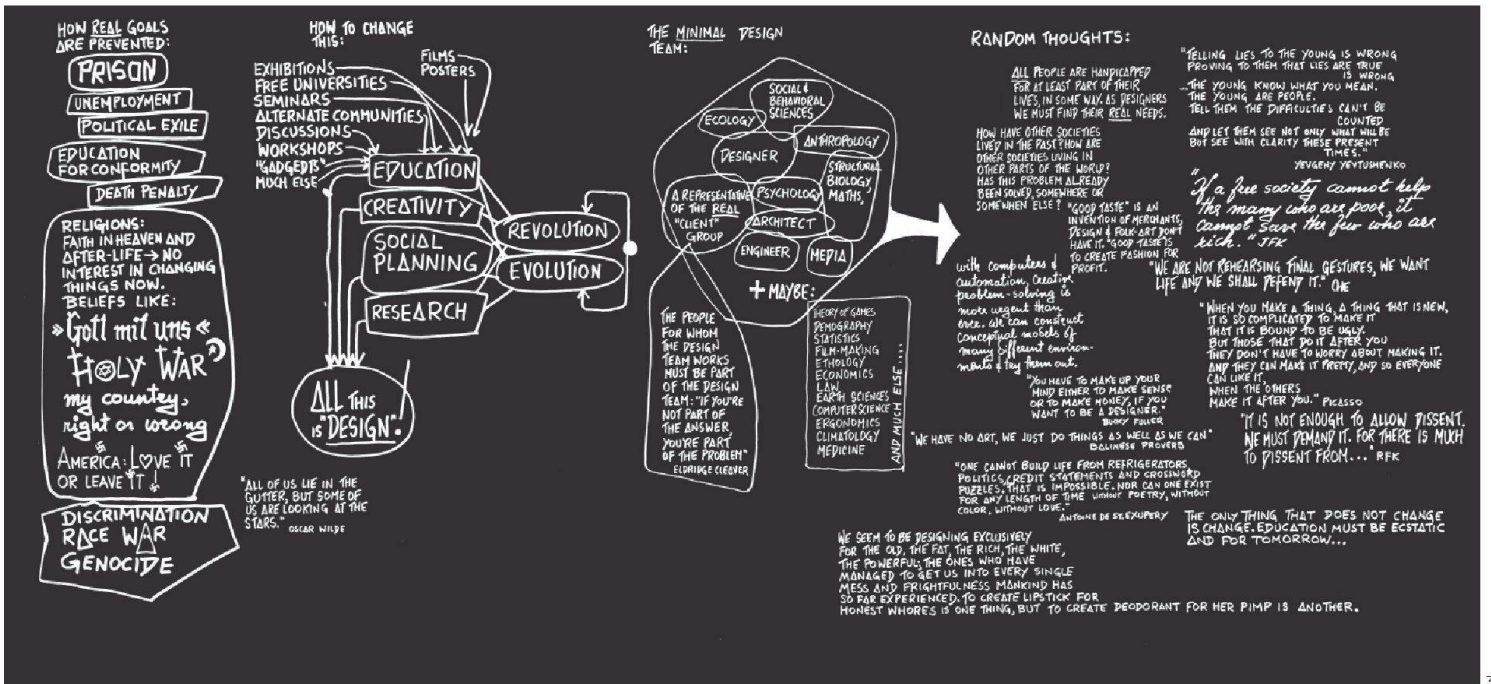 HOW REAL GOALS
ARE PREVENTED:
PRISON
UNEMPLOYMENT
POLITICAL EXILE
EDUCATION
FOR CONFORMITY
DEATH PENALTY
RELIGIONS:
FAITH IN HEAVEN AND
AFTER-LIFE → NO
INTEREST IN CHANGING
THINGS NOW.
BELIEFS LIKE:
»Gott mit uns«
HOLY WAR
my country,
right or wrong
AMERICA: LOVE IT
OR LEAVE IT!
DISCRIMINATION
RACE WAR
GENOCIDE
HOW TO CHANGE
THIS:
FILMS
POSTERS
EXHIBITIONS
FREE UNIVERSITIES
SEMINARS
ALTERNATE COMMUNITIES
DISCUSSIONS
WORKSHOPS
"GADGETS"
MUCH ELSE
EDUCATION
CREATIVITY
SOCIAL
PLANNING
RESEARCH
REVOLUTION
EVOLUTION
ALL THIS
IS "DESIGN"!
"ALL OF US LIE IN THE
GUTTER, BUT SOME OF
US ARE LOOKING AT THE
STARS."
OSCAR WILDE
THE MINIMAL DESIGN
TEAM:
SOCIAL &
BEHAVIORAL
SCIENCES
ECOLOGY
ANTHROPOLOGY
DESIGNER
STRUCTURAL
BIOLOGY,
MATHS,
A REPRESENTATIVE
OF THE REAL
"CLIENT"
GROUP
PSYCHOLOGY
ARCHITECT
ENGINEER
MEDIA
+ MAYBE:
THE PEOPLE
FOR WHOM
THE DESIGN
TEAM WORKS
MUST BE PART
OF THE DESIGN
TEAM: "IF YOU'RE
NOT PART OF
THE ANSWER,
YOU'RE PART
OF THE PROBLEM"
ELDRIDGE CLEAVER
THEORY OF GAMES
DEMOGRAPHY
STATISTICS
FILM-MAKING
ETHOLOGY
ECONOMICS
LAW
EARTH SCIENCES
COMPUTER SCIENCE
ERGONOMICS
CLIMATOLOGY
MEDICINE
AND MUCH ELSE....
RANDOM THOUGHTS:
ALL PEOPLE ARE HANDICAPPED
FOR AT LEAST PART OF THEIR
LIVES, IN SOME WAY. AS DESIGNERS
WE MUST FIND THEIR REAL NEEDS.
HOW HAVE OTHER SOCIETIES
LIVED IN THE PAST? HOW ARE
OTHER SOCIETIES LIVING IN
OTHER PARTS OF THE WORLD?
HAS THIS PROBLEM ALREADY
BEEN SOLVED, SOMEWHERE OR
SOMEWHEN ELSE?
"GOOD TASTE" IS AN
INVENTION OF MERCHANTS,
DESIGN & FOLK-ART DON'T
HAVE IT. "GOOD TASTE" IS
TO CREATE FASHION FOR
PROFIT.
with computers &
automation, creative
problem-solving is
more urgent than
ever. We can construct
conceptual models of
many different environ-
ments & try them out.
"YOU HAVE TO MAKE UP YOUR
MIND EITHER TO MAKE SENSE
OR TO MAKE MONEY, IF YOU
WANT TO BE A DESIGNER."
BUCKY FULLER
"WE HAVE NO ART, WE JUST DO THINGS AS WELL AS WE CAN"
BALINESE PROVERB
"ONE CANNOT BUILD LIFE FROM REFRIGERATORS,
POLITICS, CREDIT STATEMENTS AND CROSSWORD
PUZZLES, THAT IS IMPOSSIBLE. NOR CAN ONE EXIST
FOR ANY LENGTH OF TIME WITHOUT POETRY, WITHOUT
COLOR, WITHOUT LOVE."
ANTOINE DE ST. EXUPERY
WE SEEM TO BE DESIGNING EXCLUSIVELY
FOR THE OLD, THE FAT, THE RICH, THE WHITE,
THE POWERFUL; THE ONES WHO HAVE
MANAGED TO GET US INTO EVERY SINGLE
MESS AND FRIGHTFULNESS MANKIND HAS
SO FAR EXPERIENCED. TO CREATE LIPSTICK FOR
HONEST WHORES IS ONE THING, BUT TO CREATE DEODORANT FOR HER PIMP IS ANOTHER.
"TELLING LIES TO THE YOUNG IS WRONG
PROVING TO THEM THAT LIES ARE TRUE
IS WRONG
...THE YOUNG KNOW WHAT YOU MEAN.
THE YOUNG ARE PEOPLE.
TELL THEM THE DIFFICULTIES CAN'T BE
COUNTED
AND LET THEM SEE NOT ONLY WHAT WILL BE
BUT SEE WITH CLARITY THESE PRESENT
TIMES."
YEVGENY YEVTUSHENKO
"If a free society cannot help
the many who are poor, it
cannot save the few who are
rich." JFK
"WE ARE NOT REHEARSING FINAL GESTURES, WE WANT
LIFE AND WE SHALL DEFEND IT." CHE
"WHEN YOU MAKE A THING, A THING THAT IS NEW,
IT IS SO COMPLICATED TO MAKE IT
THAT IT IS BOUND TO BE UGLY.
BUT THOSE THAT DO IT AFTER YOU
THEY DON'T HAVE TO WORRY ABOUT MAKING IT.
AND THEY CAN MAKE IT PRETTY, AND SO EVERYONE
CAN LIKE IT,
WHEN THE OTHERS
MAKE IT AFTER YOU." PICASSO
"IT IS NOT ENOUGH TO ALLOW DISSENT.
WE MUST DEMAND IT. FOR THERE IS MUCH
TO DISSENT FROM..." RFK
THE ONLY THING THAT DOES NOT CHANGE
IS CHANGE. EDUCATION MUST BE ECSTATIC
AND FOR TOMORROW...